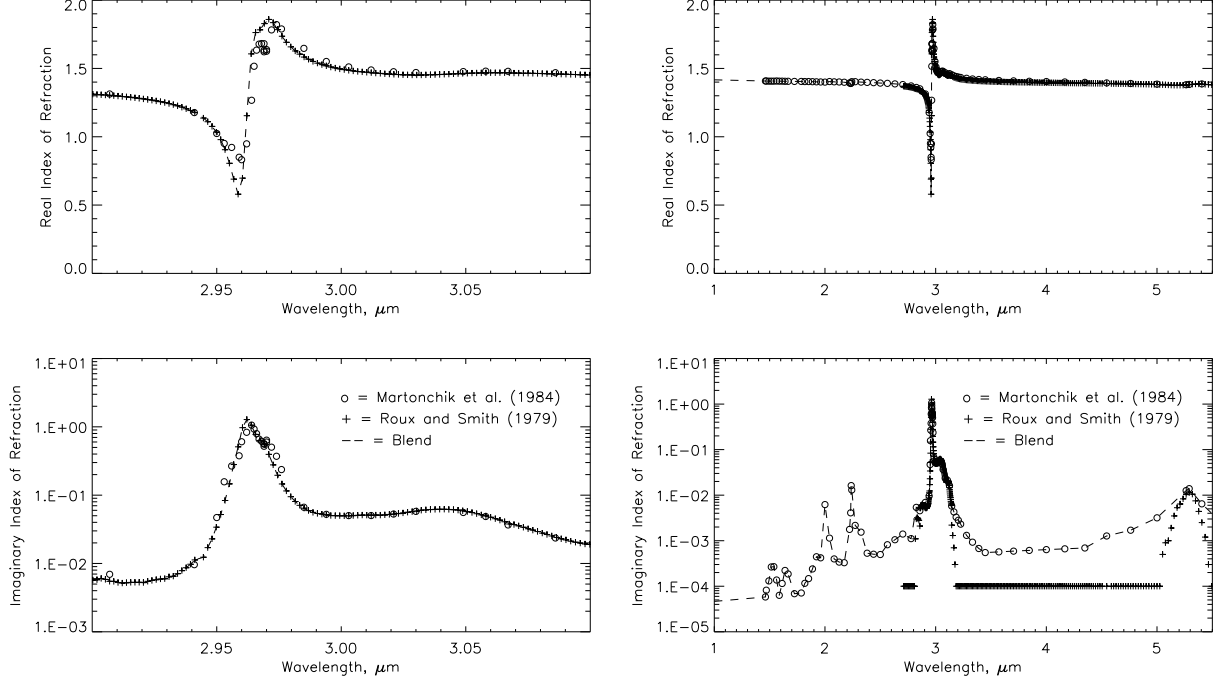 2.0
1.5
1.0
0.5
0.0
Real Index of Refraction
2.95
3.00
3.05
Wavelength, μm
2.0
1.5
1.0
0.5
0.0
Real Index of Refraction
1
2
3
4
5
Wavelength, μm
1.E+01
1.E+00
1.E-01
1.E-02
1.E-03
Imaginary Index of Refraction
o = Martonchik et al. (1984)
+ = Roux and Smith (1979)
-- = Blend
2.95
3.00
3.05
Wavelength, μm
1.E+01
1.E+00
1.E-01
1.E-02
1.E-03
1.E-04
1.E-05
Imaginary Index of Refraction
o = Martonchik et al. (1984)
+ = Roux and Smith (1979)
-- = Blend
1
2
3
4
5
Wavelength, μm